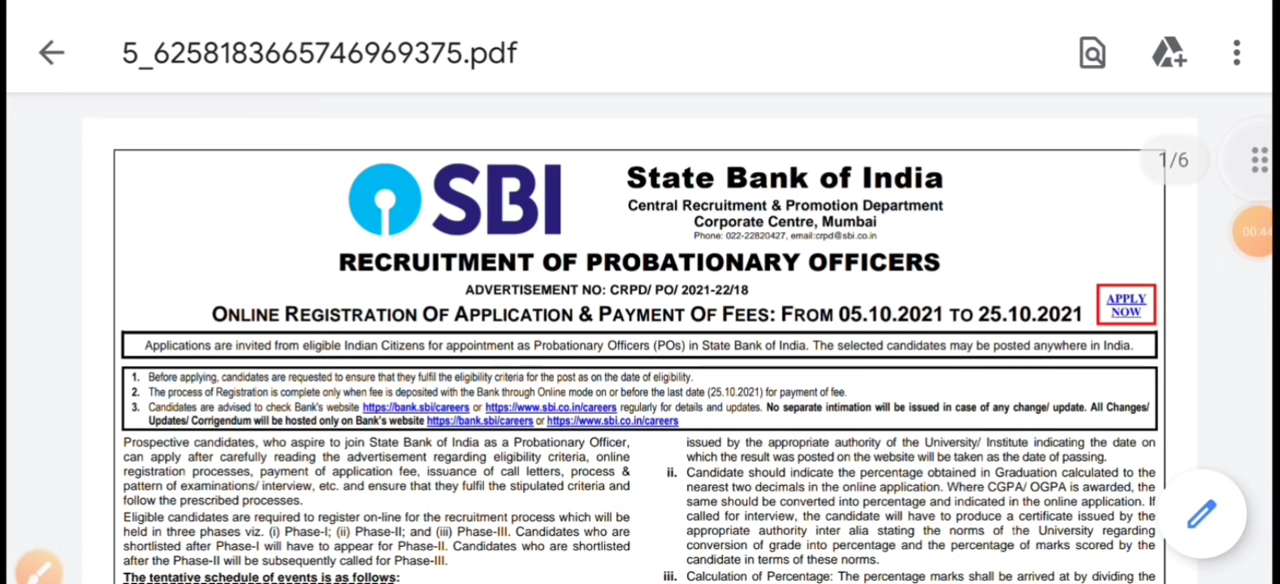 5_6258183665746969375.pdf
1/6
SBI
State Bank of India
Central Recruitment & Promotion Department
Corporate Centre, Mumbai
Phone: 022-22820427, email:crpd@sbi.co.in
RECRUITMENT OF PROBATIONARY OFFICERS
ADVERTISEMENT NO: CRPD/ PO/ 2021-22/18
ONLINE REGISTRATION OF APPLICATION & PAYMENT OF FEES: FROM 05.10.2021 TO 25.10.2021
APPLY
NOW
00:44
Applications are invited from eligible Indian Citizens for appointment as Probationary Officers (POs) in State Bank of India. The selected candidates may be posted anywhere in India.
1. Before applying, candidates are requested to ensure that they fulfil the eligibility criteria for the post as on the date of eligibility.
2. The process of Registration is complete only when fee is deposited with the Bank through Online mode on or before the last date (25.10.2021) for payment of fee.
3. Candidates are advised to check Bank's website https://bank.sbi/careers or https://www.sbi.co.in/careers regularly for details and updates. No separate intimation will be issued in case of any change/ update. All Changes/
Updates/ Corrigendum will be hosted only on Bank's website https://bank.sbi/careers or https://www.sbi.co.in/careers
Prospective candidates, who aspire to join State Bank of India as a Probationary Officer,
can apply after carefully reading the advertisement regarding eligibility criteria, online
registration processes, payment of application fee, issuance of call letters, process &
pattern of examinations/ interview, etc. and ensure that they fulfil the stipulated criteria and
follow the prescribed processes.
Eligible candidates are required to register on-line for the recruitment process which will be
held in three phases viz. (i) Phase-I; (ii) Phase-II; and (iii) Phase-III. Candidates who are
shortlisted after Phase-I will have to appear for Phase-II. Candidates who are shortlisted
after the Phase-II will be subsequently called for Phase-III.
The tentative schedule of events is as follows:
issued by the appropriate authority of the University/ Institute indicating the date on
which the result was posted on the website will be taken as the date of passing.
ii. Candidate should indicate the percentage obtained in Graduation calculated to the
nearest two decimals in the online application. Where CGPA/ OGPA is awarded, the
same should be converted into percentage and indicated in the online application. If
called for interview, the candidate will have to produce a certificate issued by the
appropriate authority inter alia stating the norms of the University regarding
conversion of grade into percentage and the percentage of marks scored by the
candidate in terms of these norms.
iii. Calculation of Percentage: The percentage marks shall be arrived at by dividing the